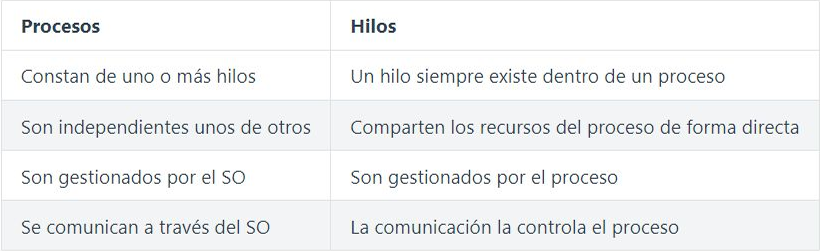 Procesos Hilos
Constan de uno o más hilos Un hilo siempre existe dentro de un proceso
Son independientes unos de otros Comparten los recursos del proceso de forma directa
Son gestionados por el SO Son gestionados por el proceso
Se comunican a través del SO La comunicación la controla el proceso